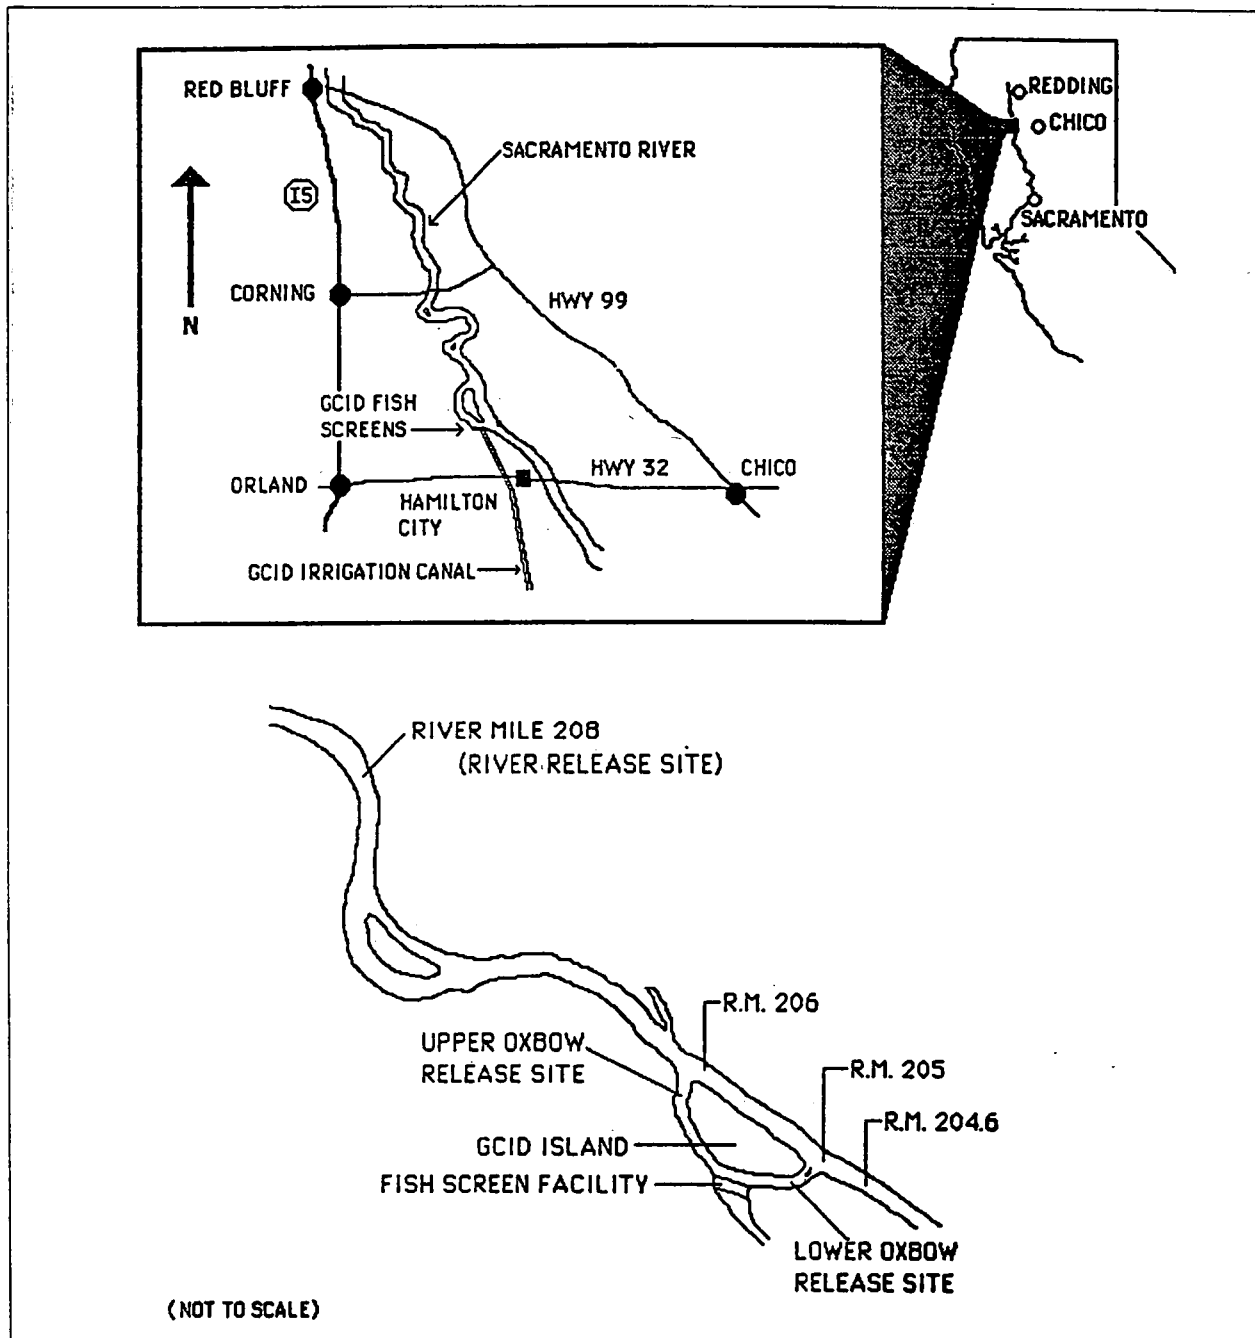 RED BLUFF
SACRAMENTO RIVER
I5
N
CORNING
HWY 99
GCID FISH
SCREENS
HWY 32
CHICO
ORLAND
HAMILTON
CITY
GCID IRRIGATION CANAL
REDDING
CHICO
SACRAMENTO
RIVER MILE 208
(RIVER RELEASE SITE)
R.M. 206
UPPER OXBOW
RELEASE SITE
R.M. 205
R.M. 204.6
GCID ISLAND
FISH SCREEN FACILITY
LOWER OXBOW
RELEASE SITE
(NOT TO SCALE)